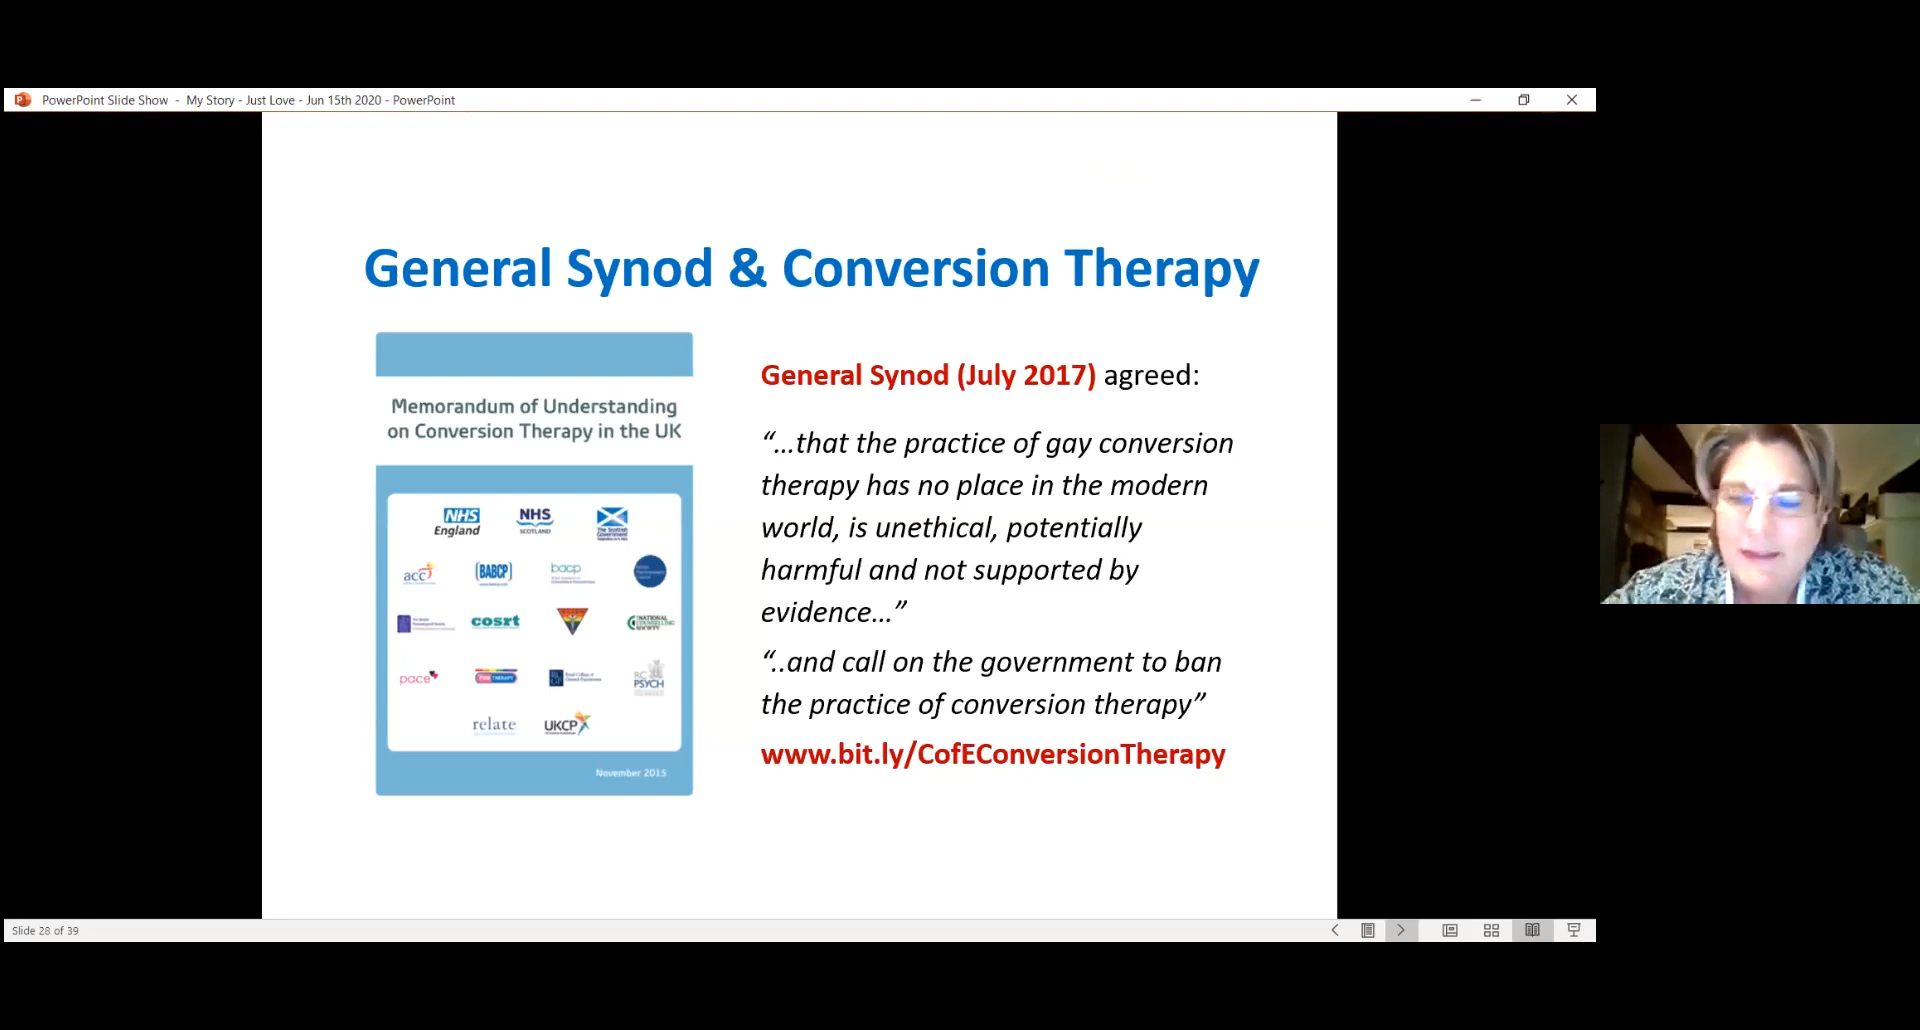 PowerPoint Slide Show - My Story - Just Love - Jun 15th 2020 - PowerPoint
General Synod & Conversion Therapy
Memorandum of Understanding
on Conversion Therapy in the UK
NHS
England
NHS
SCOTLAND
The Scottish
Government
acc
BABCP
bacp
cosrt
NATIONAL
COUNSELLING
SOCIETY
pace
PINK THERAPY
RC
PSYCH
relate
UKCP
November 2015
General Synod (July 2017) agreed:
“...that the practice of gay conversion
therapy has no place in the modern
world, is unethical, potentially
harmful and not supported by
evidence...”
“..and call on the government to ban
the practice of conversion therapy”
www.bit.ly/CofEConversionTherapy
Slide 28 of 39